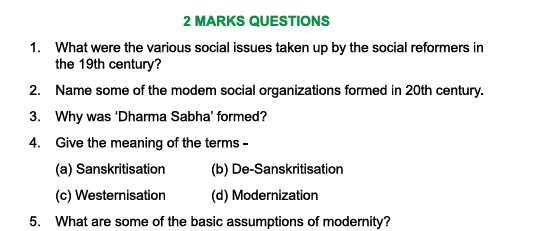 2 MARKS QUESTIONS
1. What were the various social issues taken up by the social reformers in
the 19th century?
2. Name some of the modern social organizations formed in 20th century.
3. Why was 'Dharma Sabha' formed?
4. Give the meaning of the terms -
(a) Sanskritisation (b) De-Sanskritisation
(c) Westernisation (d) Modernization
5. What are some of the basic assumptions of modernity?